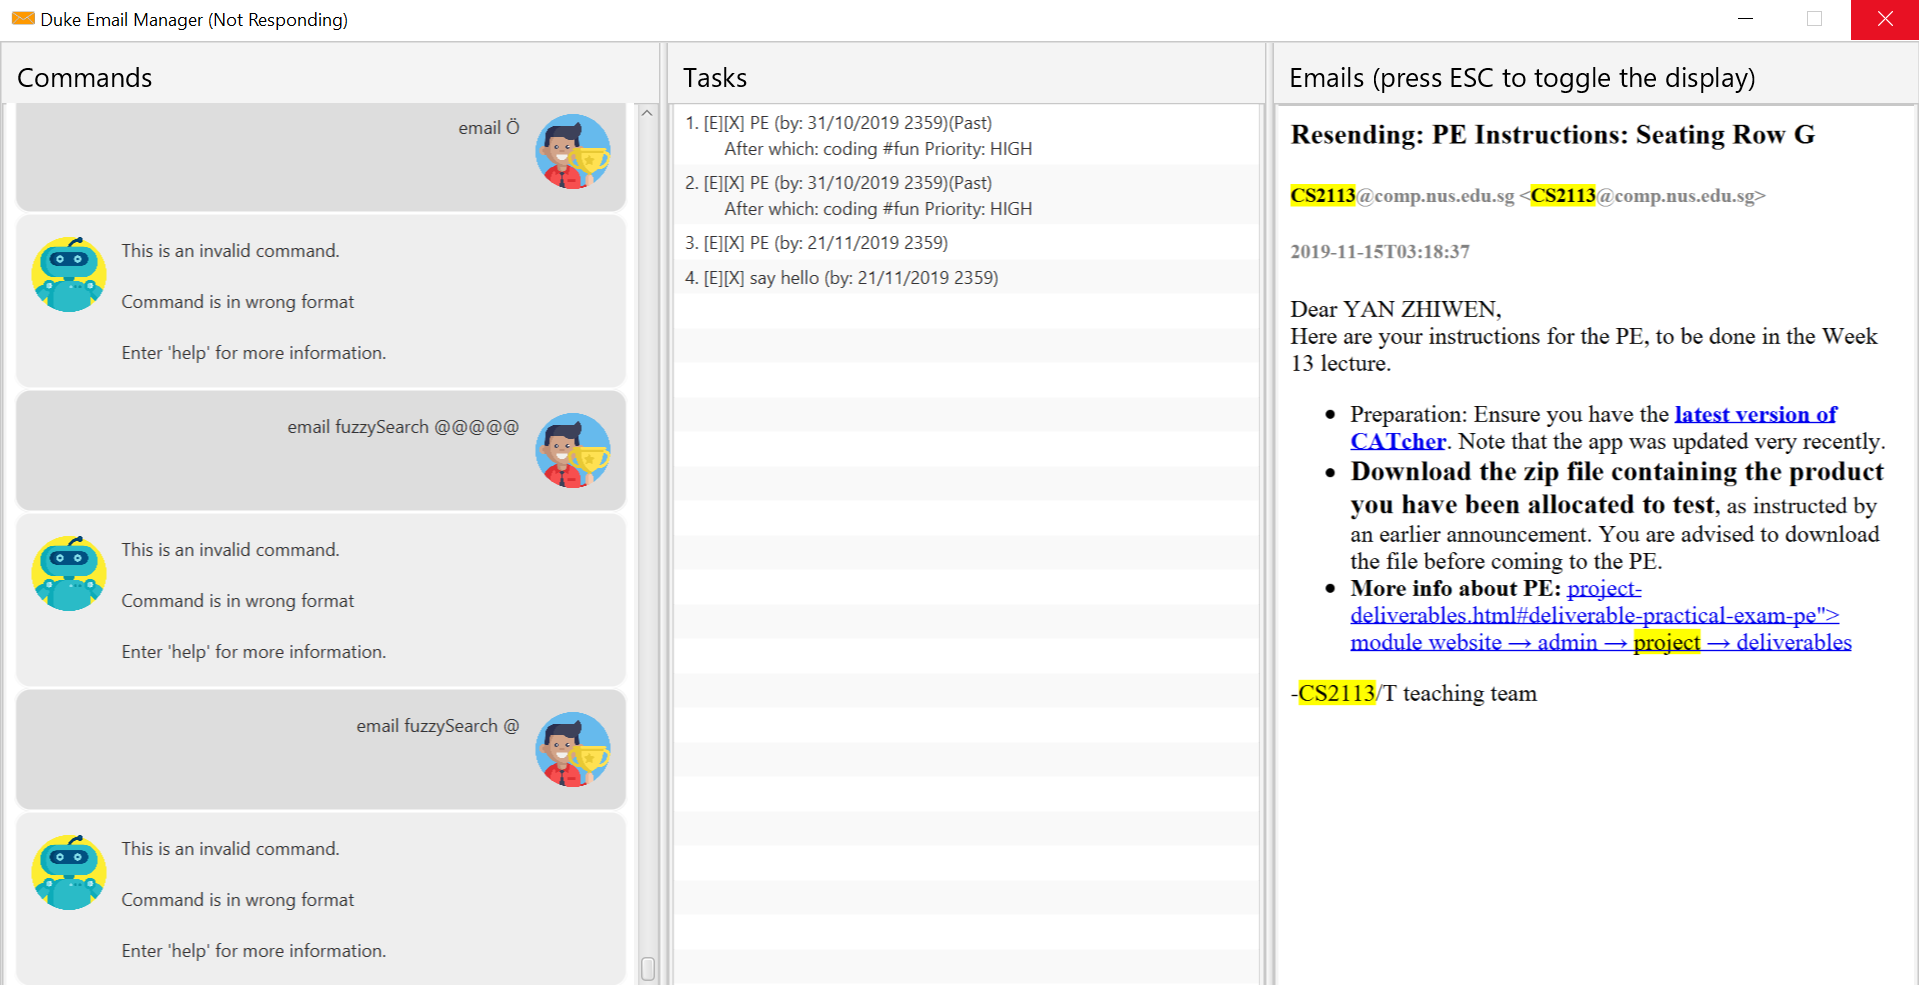 Duke Email Manager (Not Responding)
Commands
email Ö
This is an invalid command.
Command is in wrong format
Enter 'help' for more information.
email fuzzySearch @@@@@
This is an invalid command.
Command is in wrong format
Enter 'help' for more information.
email fuzzySearch @
This is an invalid command.
Command is in wrong format
Enter 'help' for more information.
Tasks
1. [E][X] PE (by: 31/10/2019 2359)(Past)
After which: coding #fun Priority: HIGH
2. [E][X] PE (by: 31/10/2019 2359)(Past)
After which: coding #fun Priority: HIGH
3. [E][X] PE (by: 21/11/2019 2359)
4. [E][X] say hello (by: 21/11/2019 2359)
Emails (press ESC to toggle the display)
Resending: PE Instructions: Seating Row G
CS2113@comp.nus.edu.sg <CS2113@comp.nus.edu.sg>
2019-11-15T03:18:37
Dear YAN ZHIWEN,
Here are your instructions for the PE, to be done in the Week
13 lecture.
• Preparation: Ensure you have the latest version of
CATcher. Note that the app was updated very recently.
• Download the zip file containing the product
you have been allocated to test, as instructed by
an earlier announcement. You are advised to download
the file before coming to the PE.
• More info about PE: project-
deliverables.html#deliverable-practical-exam-pe">
module website → admin → project → deliverables
-CS2113/T teaching team